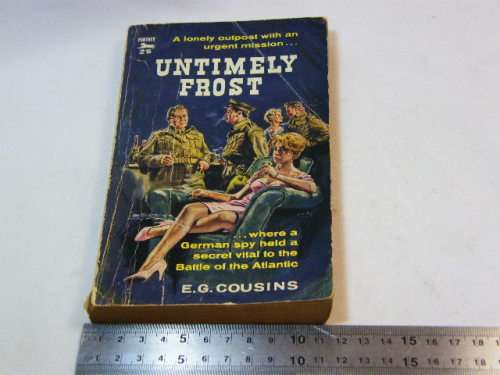 PANTHER
2'6
A lonely outpost with an
urgent mission...
UNTIMELY
FROST
...where a
German spy held a
secret vital to the
Battle of the Atlantic
E.G. COUSINS
1 2 3 4 5 6 7 8 9 10 11 12 13 14 15 16 17 18
1 2 3 4 5 6 7 8 9 10 11 12 13 14 15 16 17 18